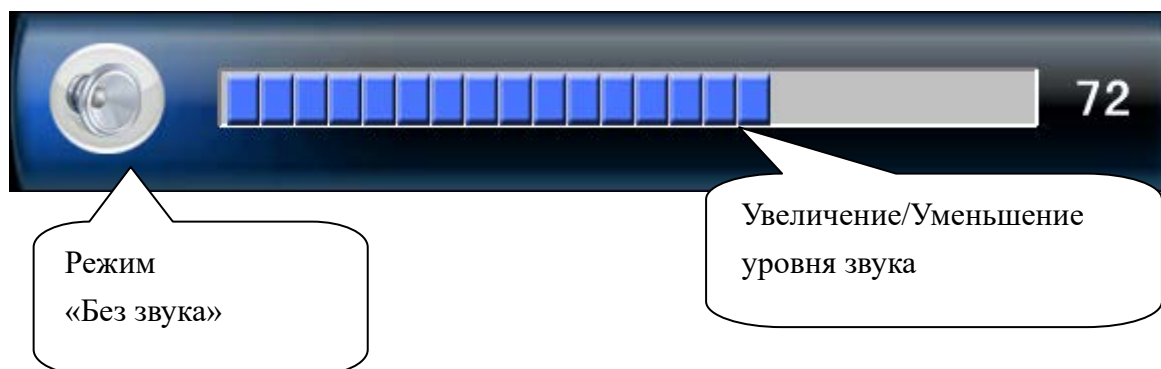 72
Увеличение/Уменьшение
уровня звука
Режим
«Без звука»